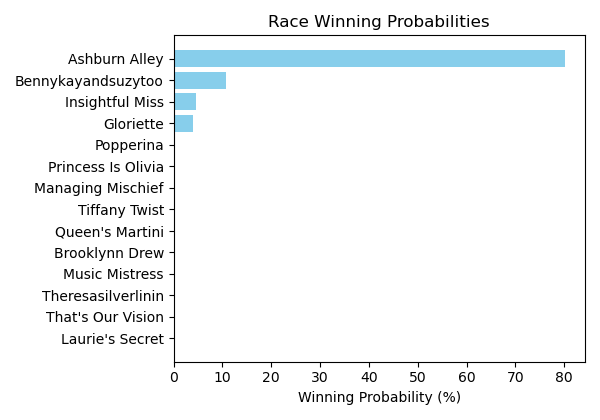 Race Winning Probabilities
Ashburn Alley
Bennykayandsuzytoo
Insightful Miss
Gloriette
Popperina
Princess Is Olivia
Managing Mischief
Tiffany Twist
Queen's Martini
Brooklynn Drew
Music Mistress
Theresasilverlinin
That's Our Vision
Laurie's Secret
0 10 20 30 40 50 60 70 80
Winning Probability (%)